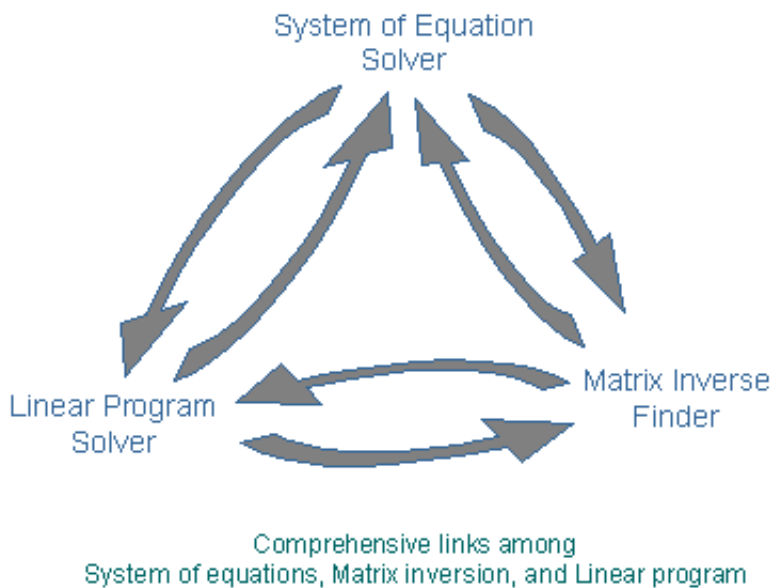 System of Equation
Solver
Linear Program
Solver
Matrix Inverse
Finder
Comprehensive links among
System of equations, Matrix inversion, and Linear program